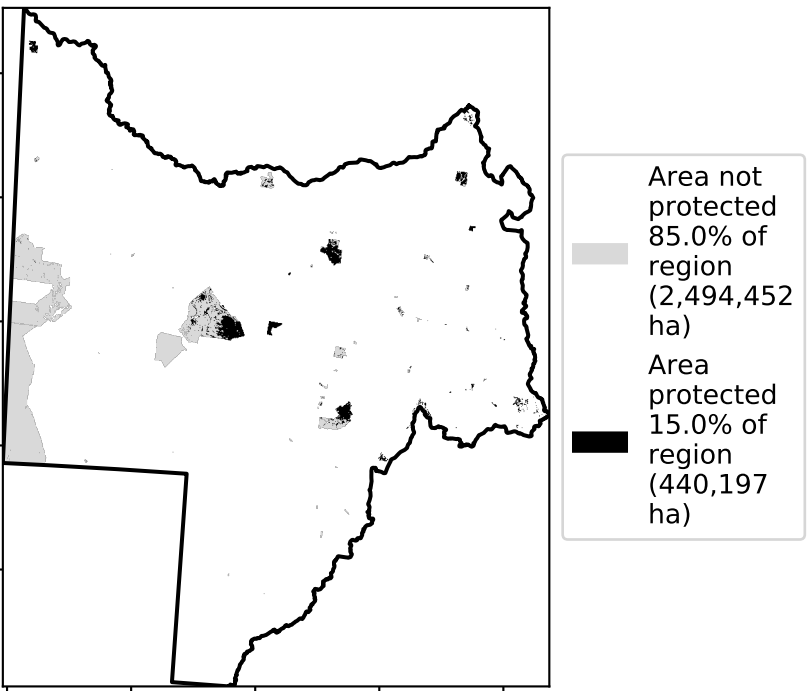 Area not
protected
85.0% of
region
(2,494,452
ha)
Area
protected
15.0% of
region
(440,197
ha)